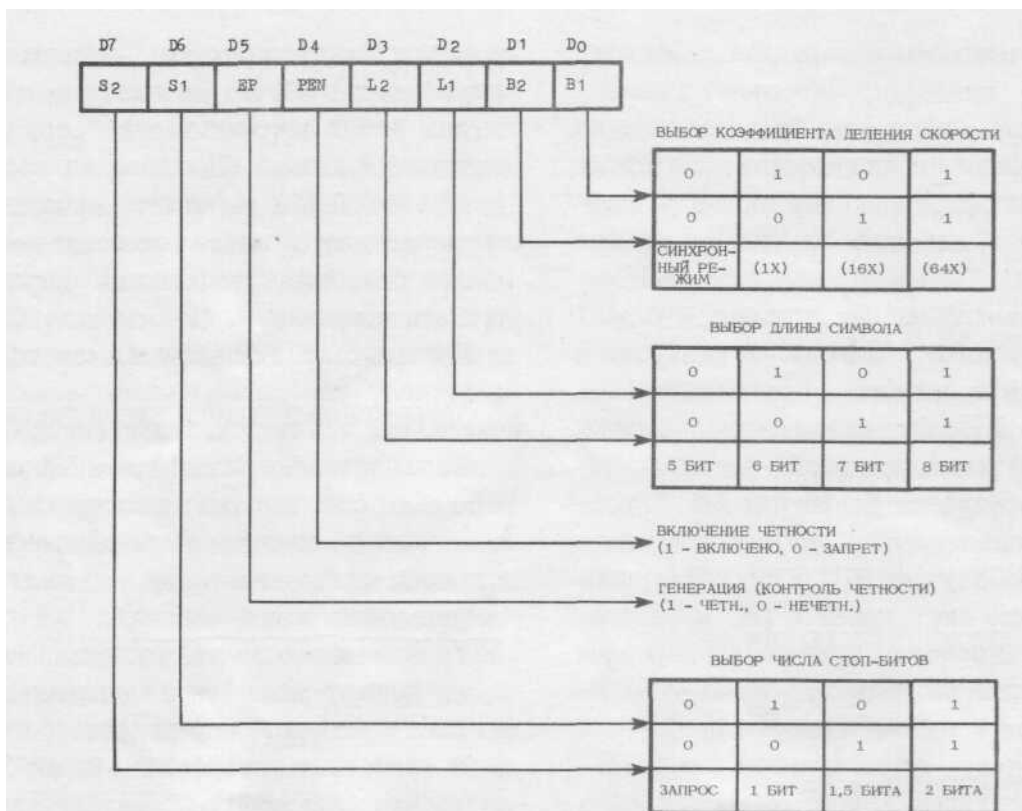 D7 D6 D5 D4 D3 D2 D1 D0
S2 S1 EP PEN L2 L1 B2 B1
ВЫБОР КОЭФФИЦИЕНТА ДЕЛЕНИЯ СКОРОСТИ
0 1 0 1
0 0 1 1
СИНХРОН-
НЫЙ РЕ- (1X) (16X) (64X)
ЖИМ
ВЫБОР ДЛИНЫ СИМВОЛА
0 1 0 1
0 0 1 1
5 БИТ 6 БИТ 7 БИТ 8 БИТ
ВКЛЮЧЕНИЕ ЧЕТНОСТИ
(1 - ВКЛЮЧЕНО, 0 - ЗАПРЕТ)
ГЕНЕРАЦИЯ (КОНТРОЛЬ ЧЕТНОСТИ)
(1 - ЧЕТН., 0 - НЕЧЕТН.)
ВЫБОР ЧИСЛА СТОП-БИТОВ
0 1 0 1
0 0 1 1
ЗАПРОС 1 БИТ 1,5 БИТА 2 БИТА